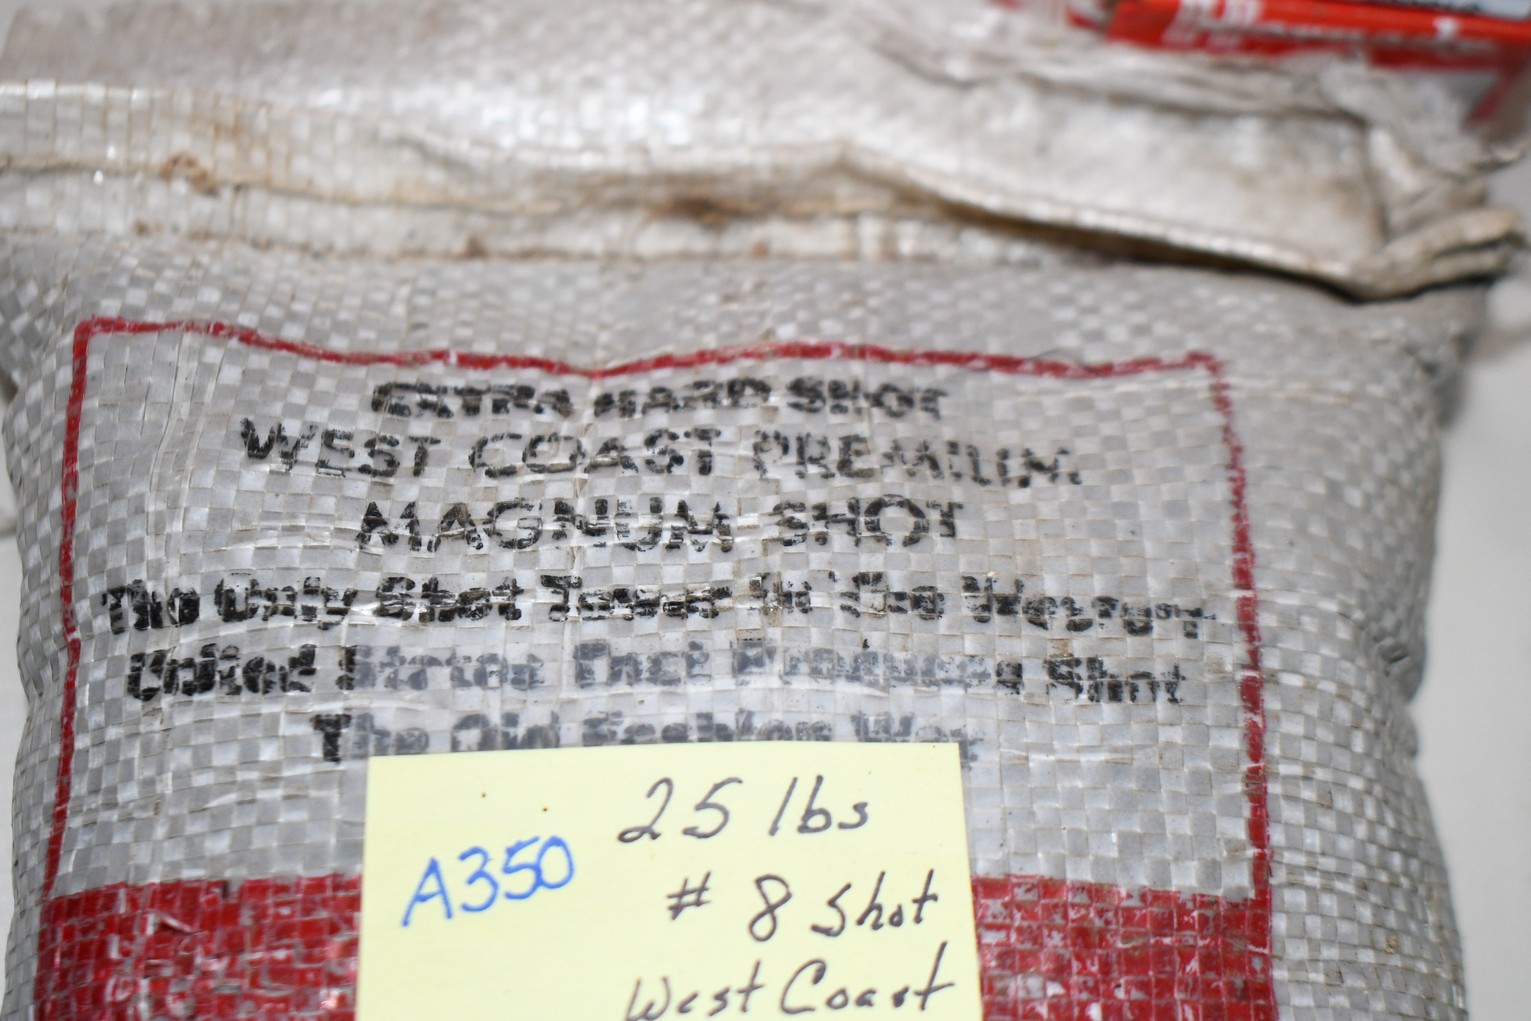 EXTRA HARD SHOT
WEST COAST PREMIUM
MAGNUM SHOT
The Only Shot Tower In The Western
United States That Produces Shot
The Old Fashion Way
25 lbs
A350
# 8 Shot
West Coast